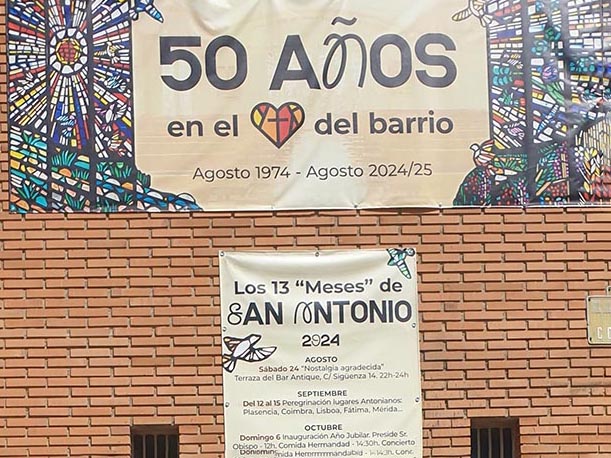 50 AÑOS
en el del barrio
Agosto 1974 - Agosto 2024/25
Los 13 "Meses" de
SAN ANTONIO
2024
AGOSTO
Sábado 24 "Nostalgia agradecida"
Terraza del Bar Antique, C/ Sigüenza 14. 22h-24h
SEPTIEMBRE
Del 12 al 15 Peregrinación lugares Antonianos:
Plasencia, Coimbra, Lisboa, Fátima, Mérida...
OCTUBRE
Domingo 6 Inauguración Año Jubilar. Preside Sr.
Obispo - 12h. Comida Hermandad - 14:30h. Concierto